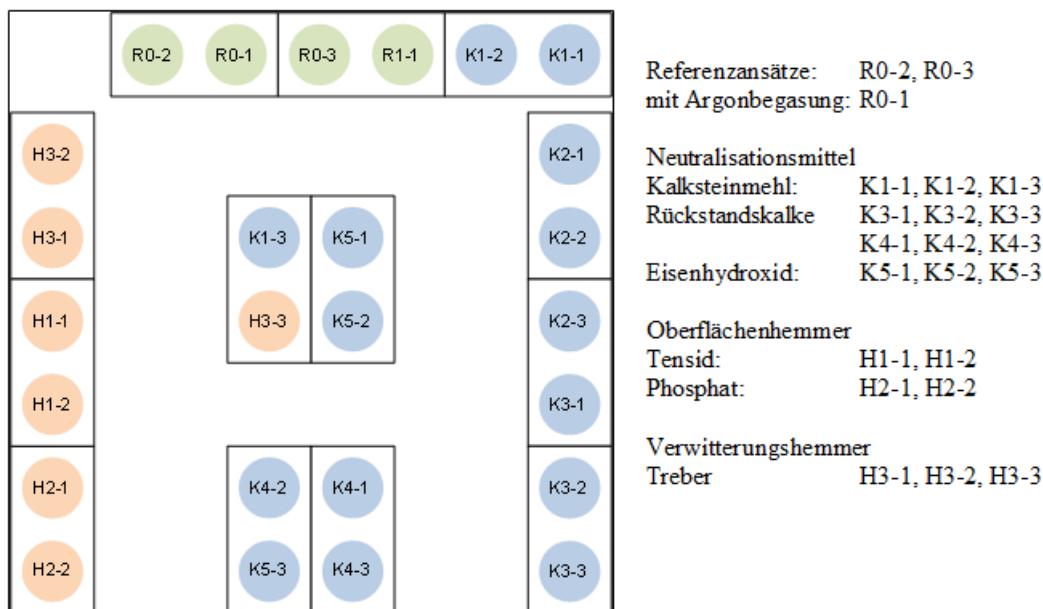 R0-2 R0-1 R0-3 R1-1 K1-2 K1-1
H3-2 K2-1
H3-1 K1-3 K5-1 K2-2
H1-1 H3-3 K5-2 K2-3
H1-2 K3-1
H2-1 K4-2 K4-1 K3-2
H2-2 K5-3 K4-3 K3-3
Referenzansätze: R0-2, R0-3
mit Argonbegasung: R0-1
Neutralisationsmittel
Kalksteinmehl: K1-1, K1-2, K1-3
Rückstandskalke K3-1, K3-2, K3-3
K4-1, K4-2, K4-3
Eisenhydroxid: K5-1, K5-2, K5-3
Oberflächenhemmer
Tensid: H1-1, H1-2
Phosphat: H2-1, H2-2
Verwitterungshemmer
Treber H3-1, H3-2, H3-3